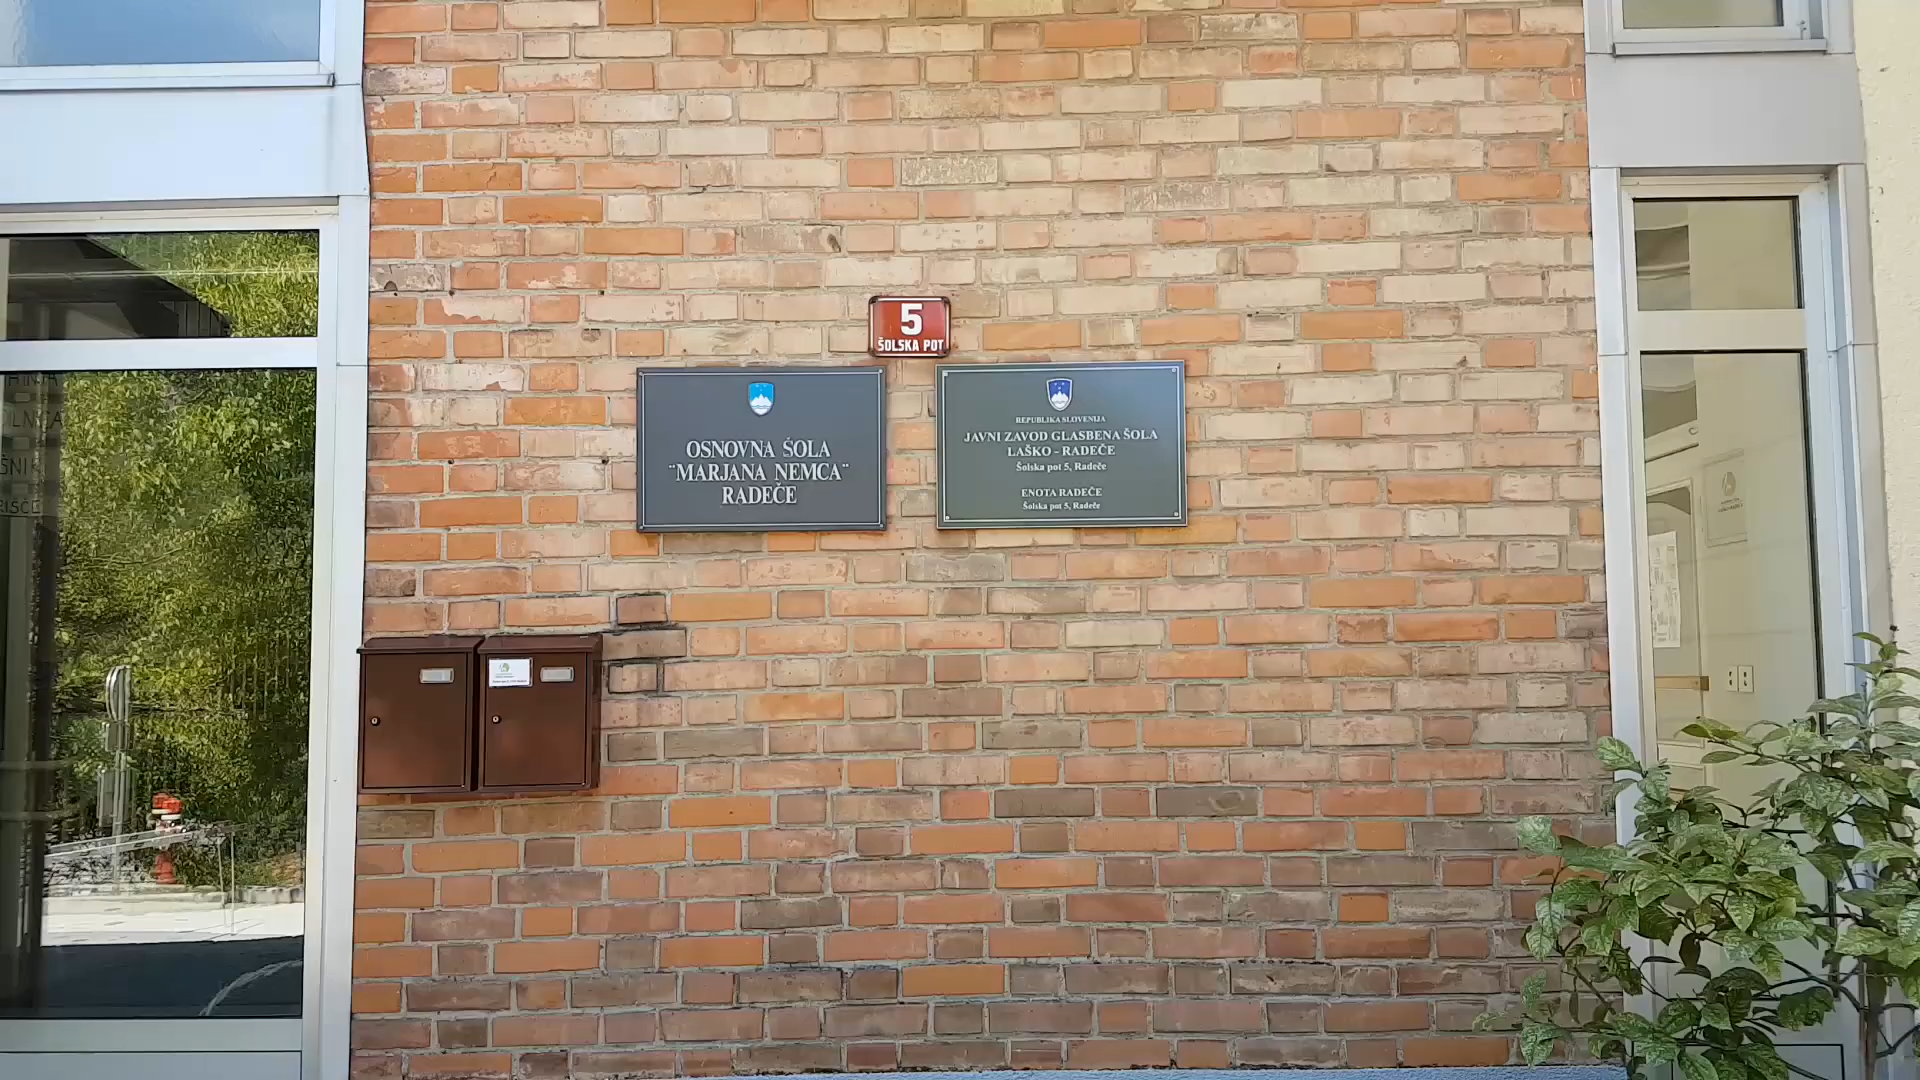 5
ŠOLSKA POT
OSNOVNA ŠOLA
"MARJANA NEMCA"
RADEČE
REPUBLIKA SLOVENIJA
JAVNI ZAVOD GLASBENA ŠOLA
LAŠKO - RADEČE
Šolska pot 5, Radeče
ENOTA RADEČE
Šolska pot 5, Radeče